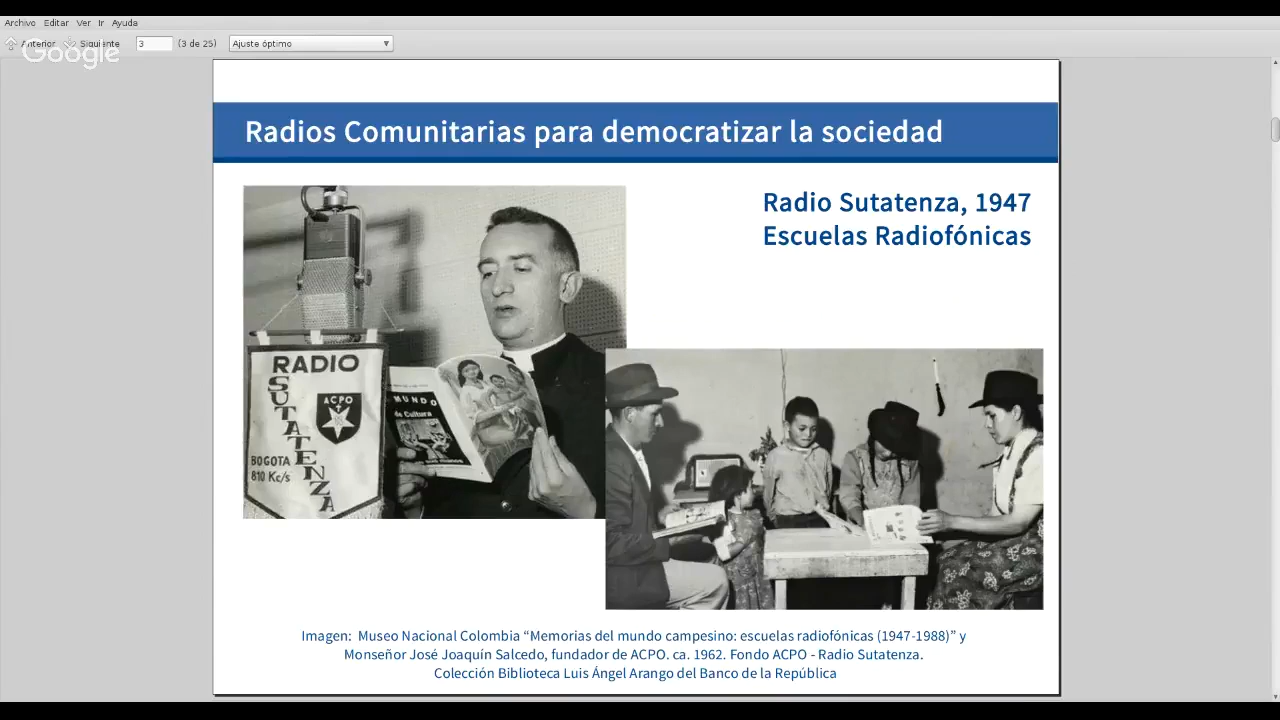 Archivo Editar Ver Ir Ayuda
Anterior Siguiente 3 (3 de 25) Ajuste óptimo
Google
Radios Comunitarias para democratizar la sociedad
Radio Sutatenza, 1947
Escuelas Radiofónicas
RADIO
SUTATENZA
ACPO
BOGOTA
810 Kc/s
MUNDO
de Cultura
Imagen: Museo Nacional Colombia “Memorias del mundo campesino: escuelas radiofónicas (1947-1988)” y
Monseñor José Joaquín Salcedo, fundador de ACPO. ca. 1962. Fondo ACPO - Radio Sutatenza.
Colección Biblioteca Luis Ángel Arango del Banco de la República